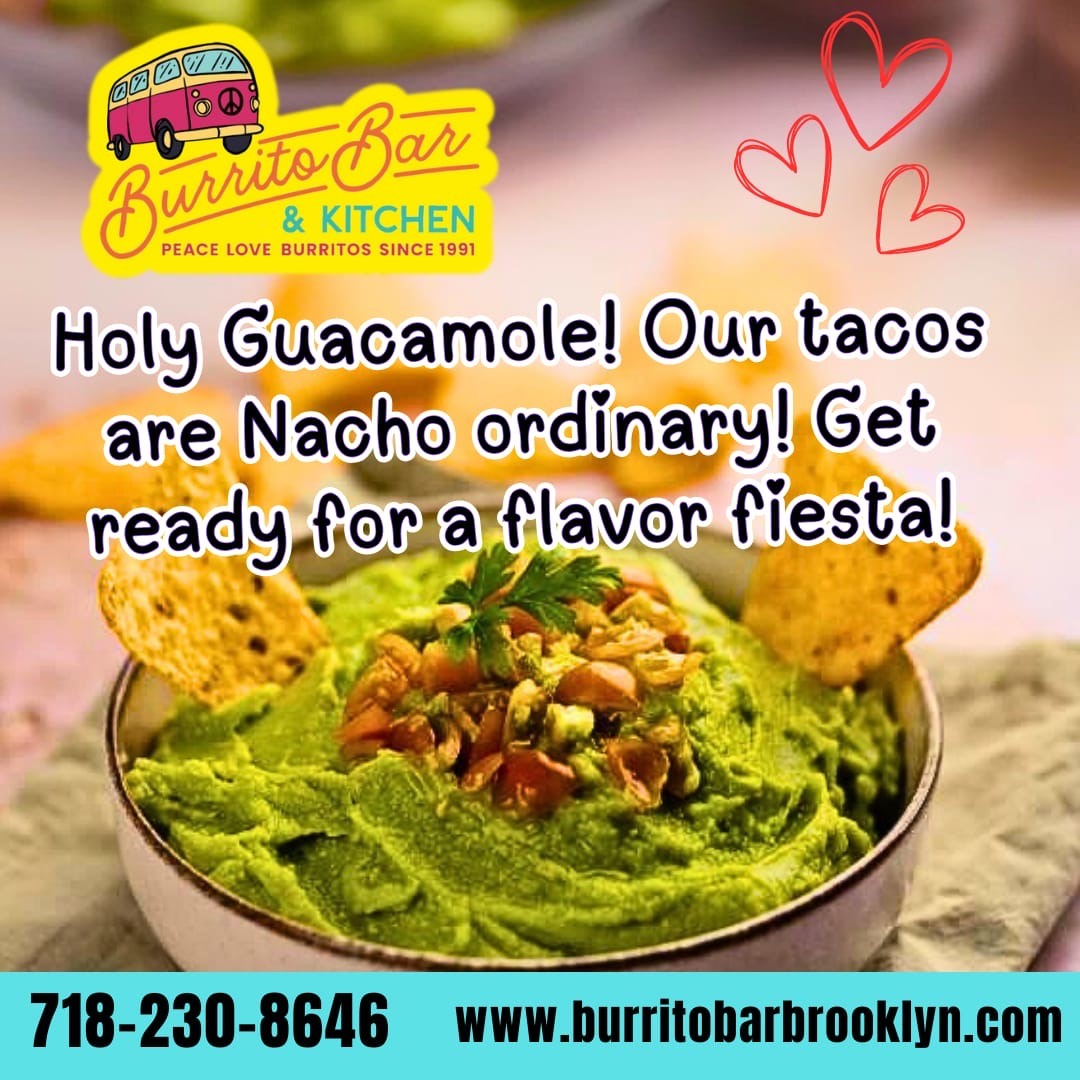 Burrito Bar
& KITCHEN
PEACE LOVE BURRITOS SINCE 1991
Holy Guacamole! Our tacos
are Nacho ordinary! Get
ready for a flavor fiesta!
718-230-8646 www.burritobarbrooklyn.com